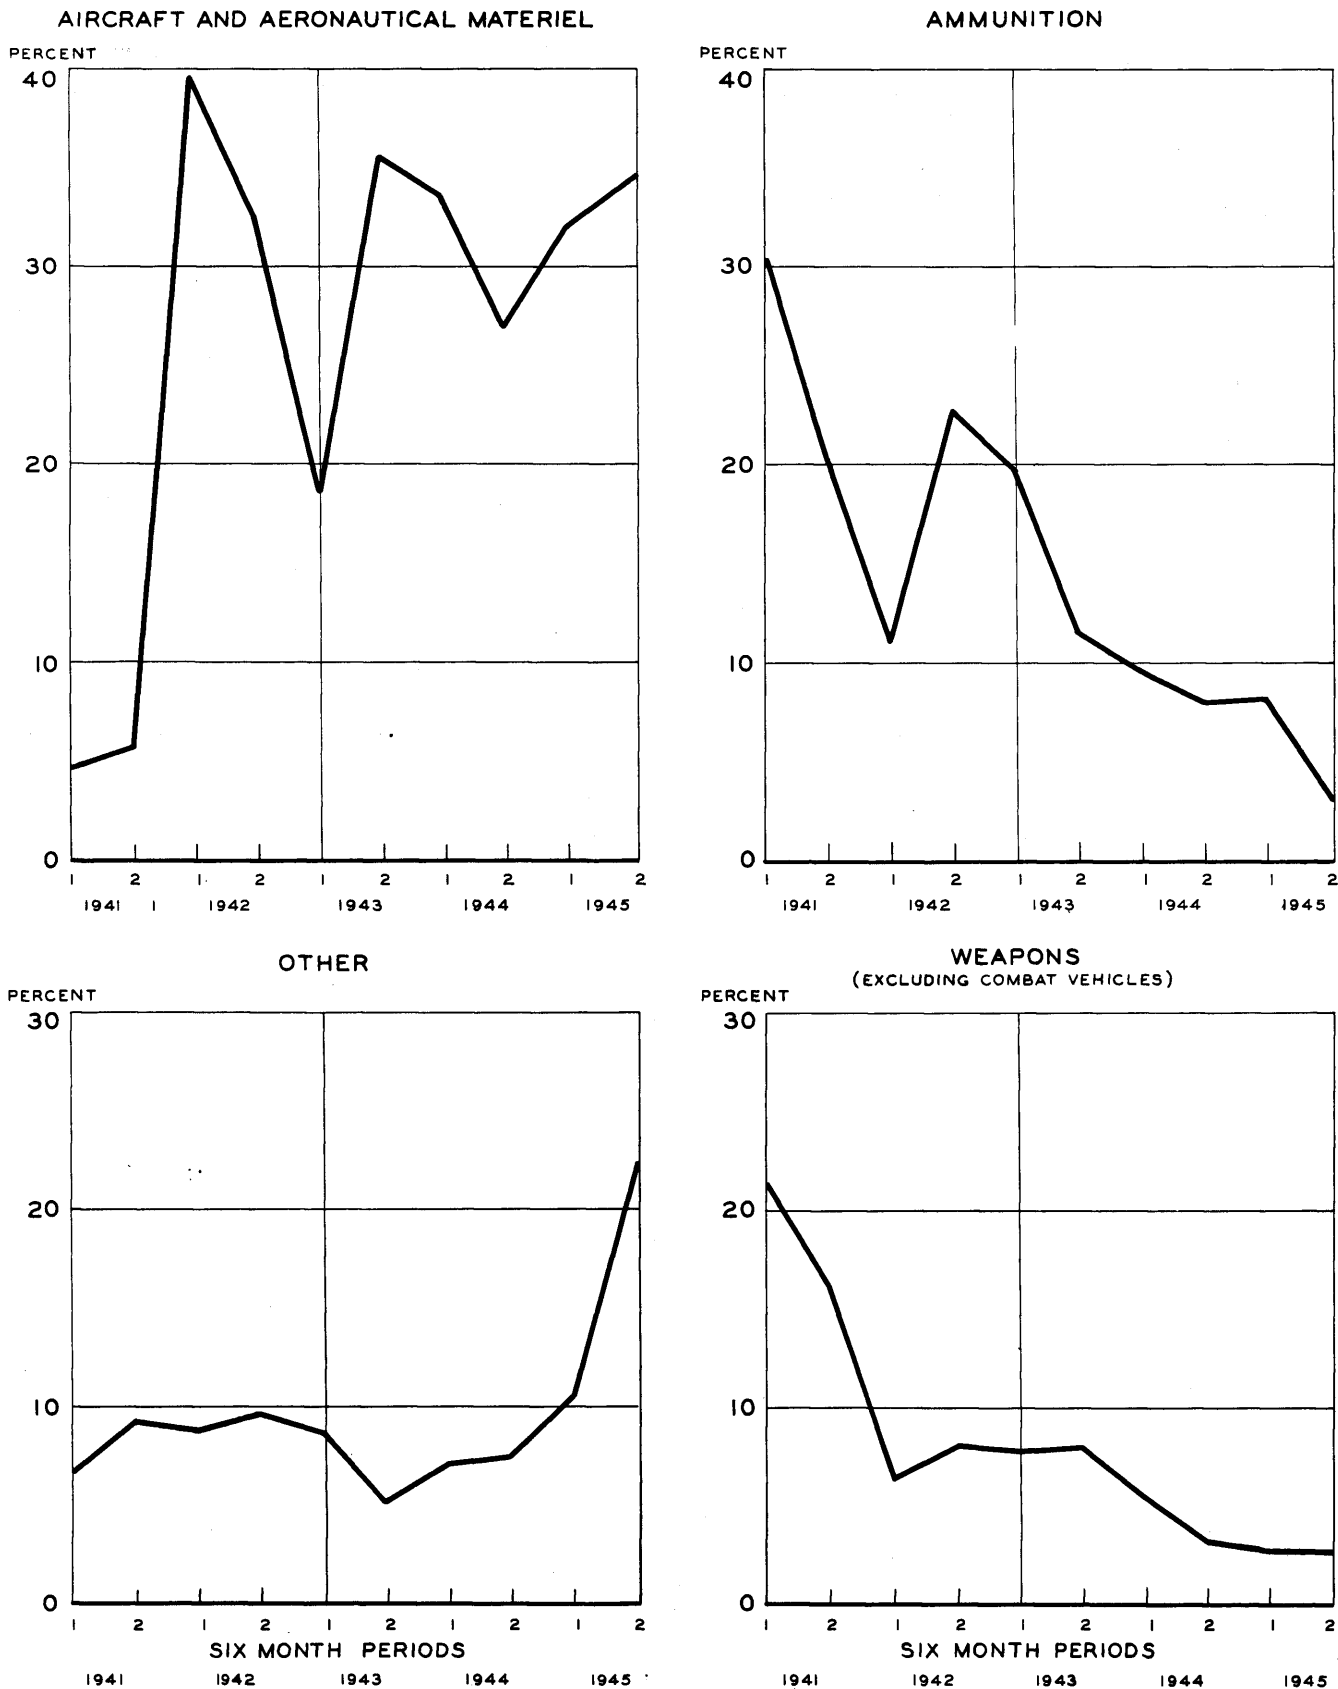 AIRCRAFT AND AERONAUTICAL MATERIEL
PERCENT
40
30
20
10
0
1 2 1 2 1 2 1 2 1 2
1941 1 1942 1943 1944 1945
AMMUNITION
PERCENT
40
30
20
10
0
1 2 1 2 1 2 1 2 1 2
1941 1942 1943 1944 1945
OTHER
PERCENT
30
20
10
0
1 2 1 2 1 2 1 2 1 2
SIX MONTH PERIODS
1941 1942 1943 1944 1945
WEAPONS
(EXCLUDING COMBAT VEHICLES)
PERCENT
30
20
10
0
1 2 1 2 1 2 1 2 1 2
SIX MONTH PERIODS
1941 1942 1943 1944 1945